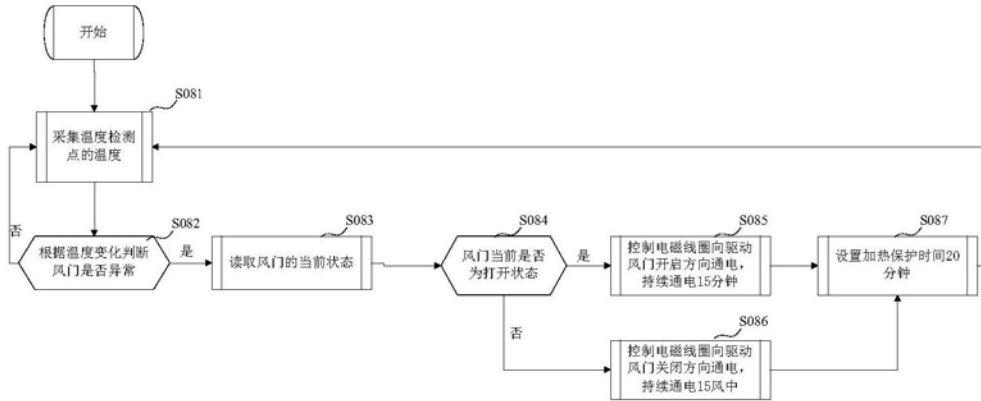 开始
S081
采集温度检测
点的温度
否
S082
根据温度变化判断
风门是否异常
是
S083
读取风门的当前状态
S084
风门当前是否
为打开状态
是
S085
控制电磁线圈向驱动
风门开启方向通电，
持续通电15分钟
S087
设置加热保护时间20
分钟
否
S086
控制电磁线圈向驱动
风门关闭方向通电，
持续通电15风中